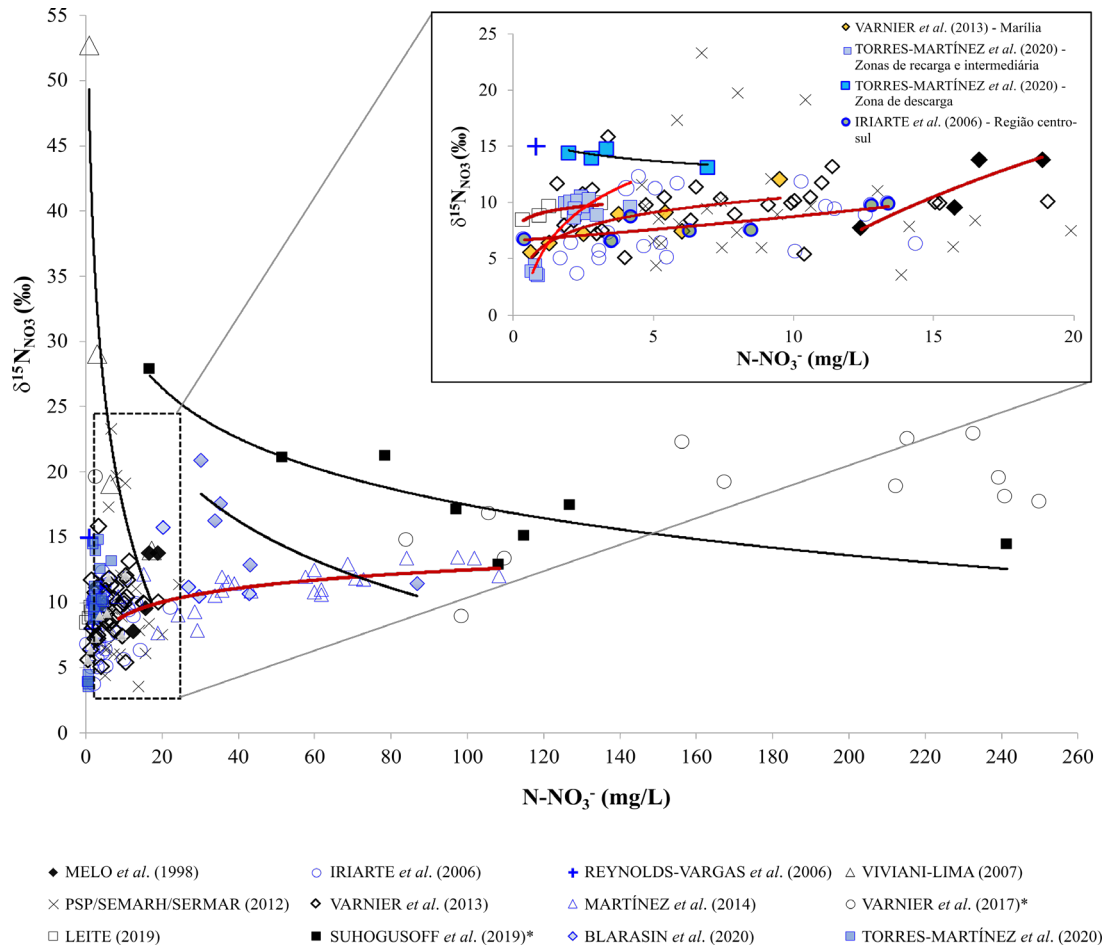 60
55
50
45
40
35
30
25
20
15
10
5
0
δ¹⁵N_NO3 (‰)
0 20 40 60 80 100 120 140 160 180 200 220 240 260
N-NO₃⁻ (mg/L)
25
20
15
10
5
0
δ¹⁵N_NO3 (‰)
0 5 10 15 20
N-NO₃⁻ (mg/L)
VARNIER et al. (2013) - Marília
TORRES-MARTÍNEZ et al. (2020) -
Zonas de recarga e intermediária
TORRES-MARTÍNEZ et al. (2020) -
Zona de descarga
IRIARTE et al. (2006) - Região centro-
sul
MELO et al. (1998) IRIARTE et al. (2006) REYNOLDS-VARGAS et al. (2006) VIVIANI-LIMA (2007)
PSP/SEMARH/SERMAR (2012) VARNIER et al. (2013) MARTÍNEZ et al. (2014) VARNIER et al. (2017)*
LEITE (2019) SUHOGUSOFF et al. (2019)* BLARASIN et al. (2020) TORRES-MARTÍNEZ et al. (2020)